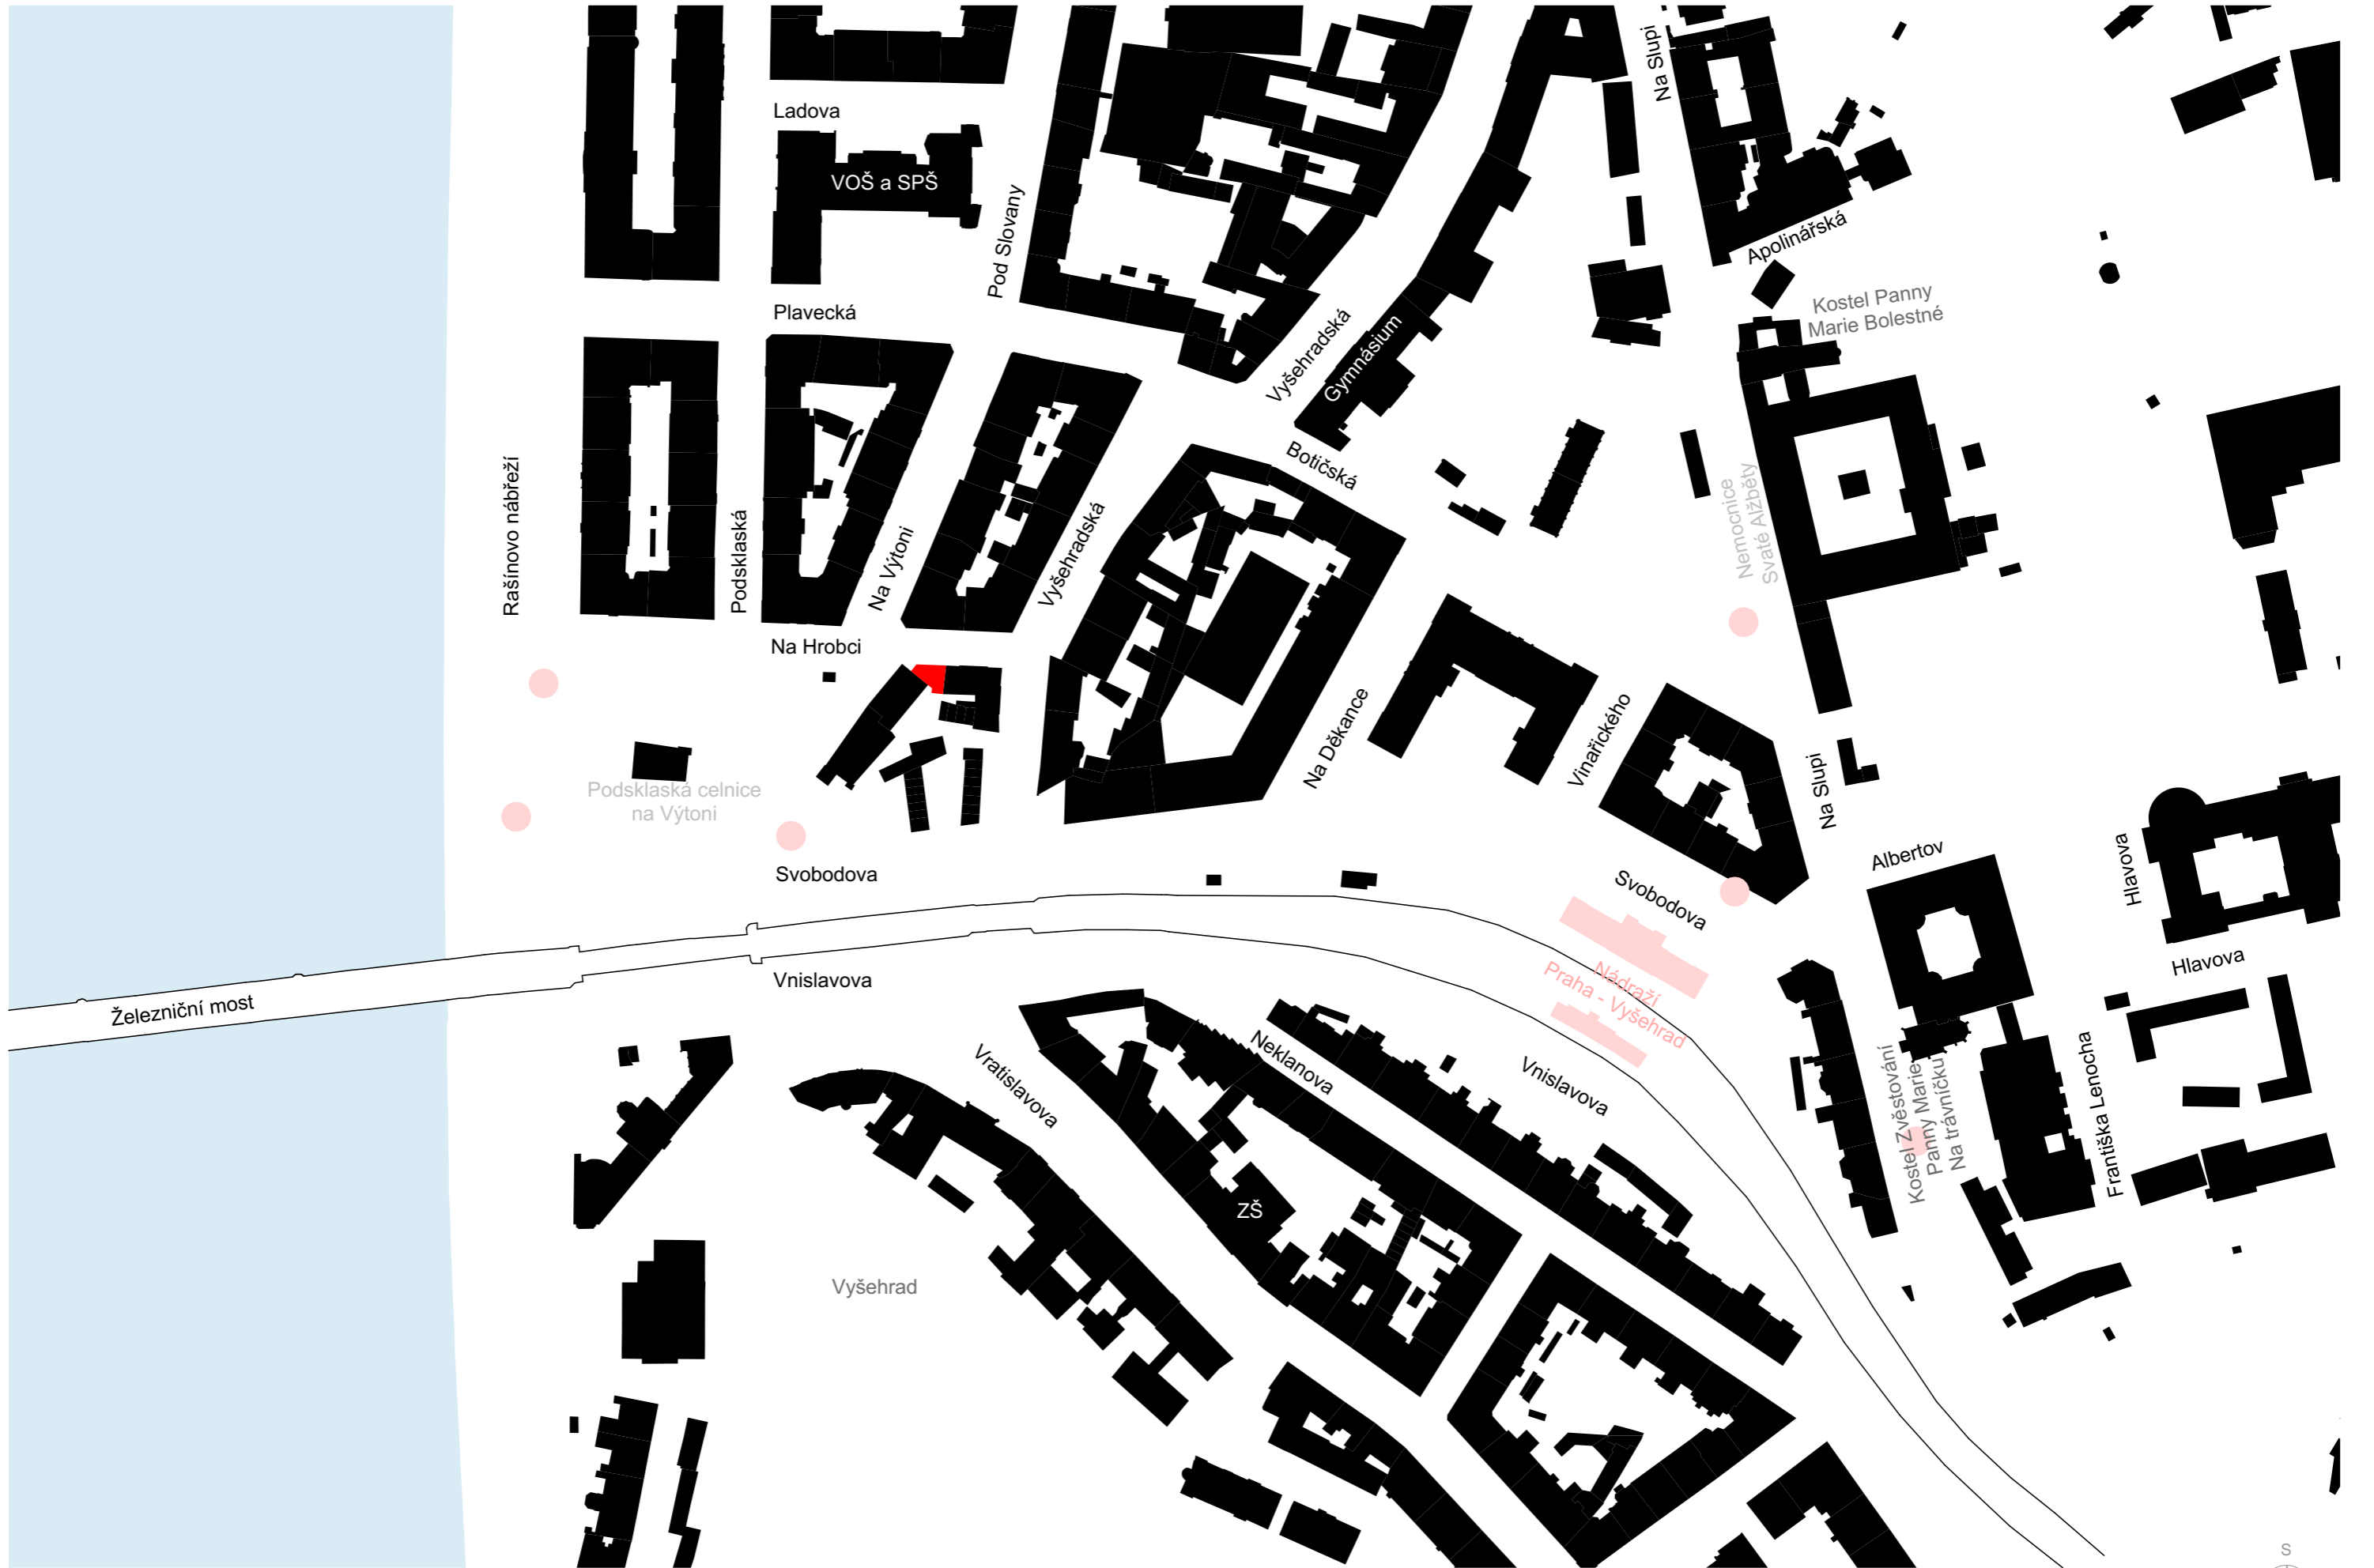 Na Slupi
Ladova
VOŠ a SPŠ
Pod Slovany
Apolinářská
Plavecká
Kostel Panny
Marie Bolestné
Vyšehradská
Gymnásium
Botičská
Rašínovo nábřeží
Podsklaská
Na Výtoni
Vyšehradská
Nemocnice
Svaté Alžběty
Na Hrobci
Na Děkance
Vinařického
Na Slupi
Podsklaská celnice
na Výtoni
Svobodova
Svobodova
Albertov
Hlavova
Hlavova
Železniční most
Vnislavova
Nádraží
Praha - Vyšehrad
Vratislavova
Neklanova
Vnislavova
Kostel Zvěstování
Panny Marie
Na trávníčku
Františka Lenocha
ZŠ
Vyšehrad
S